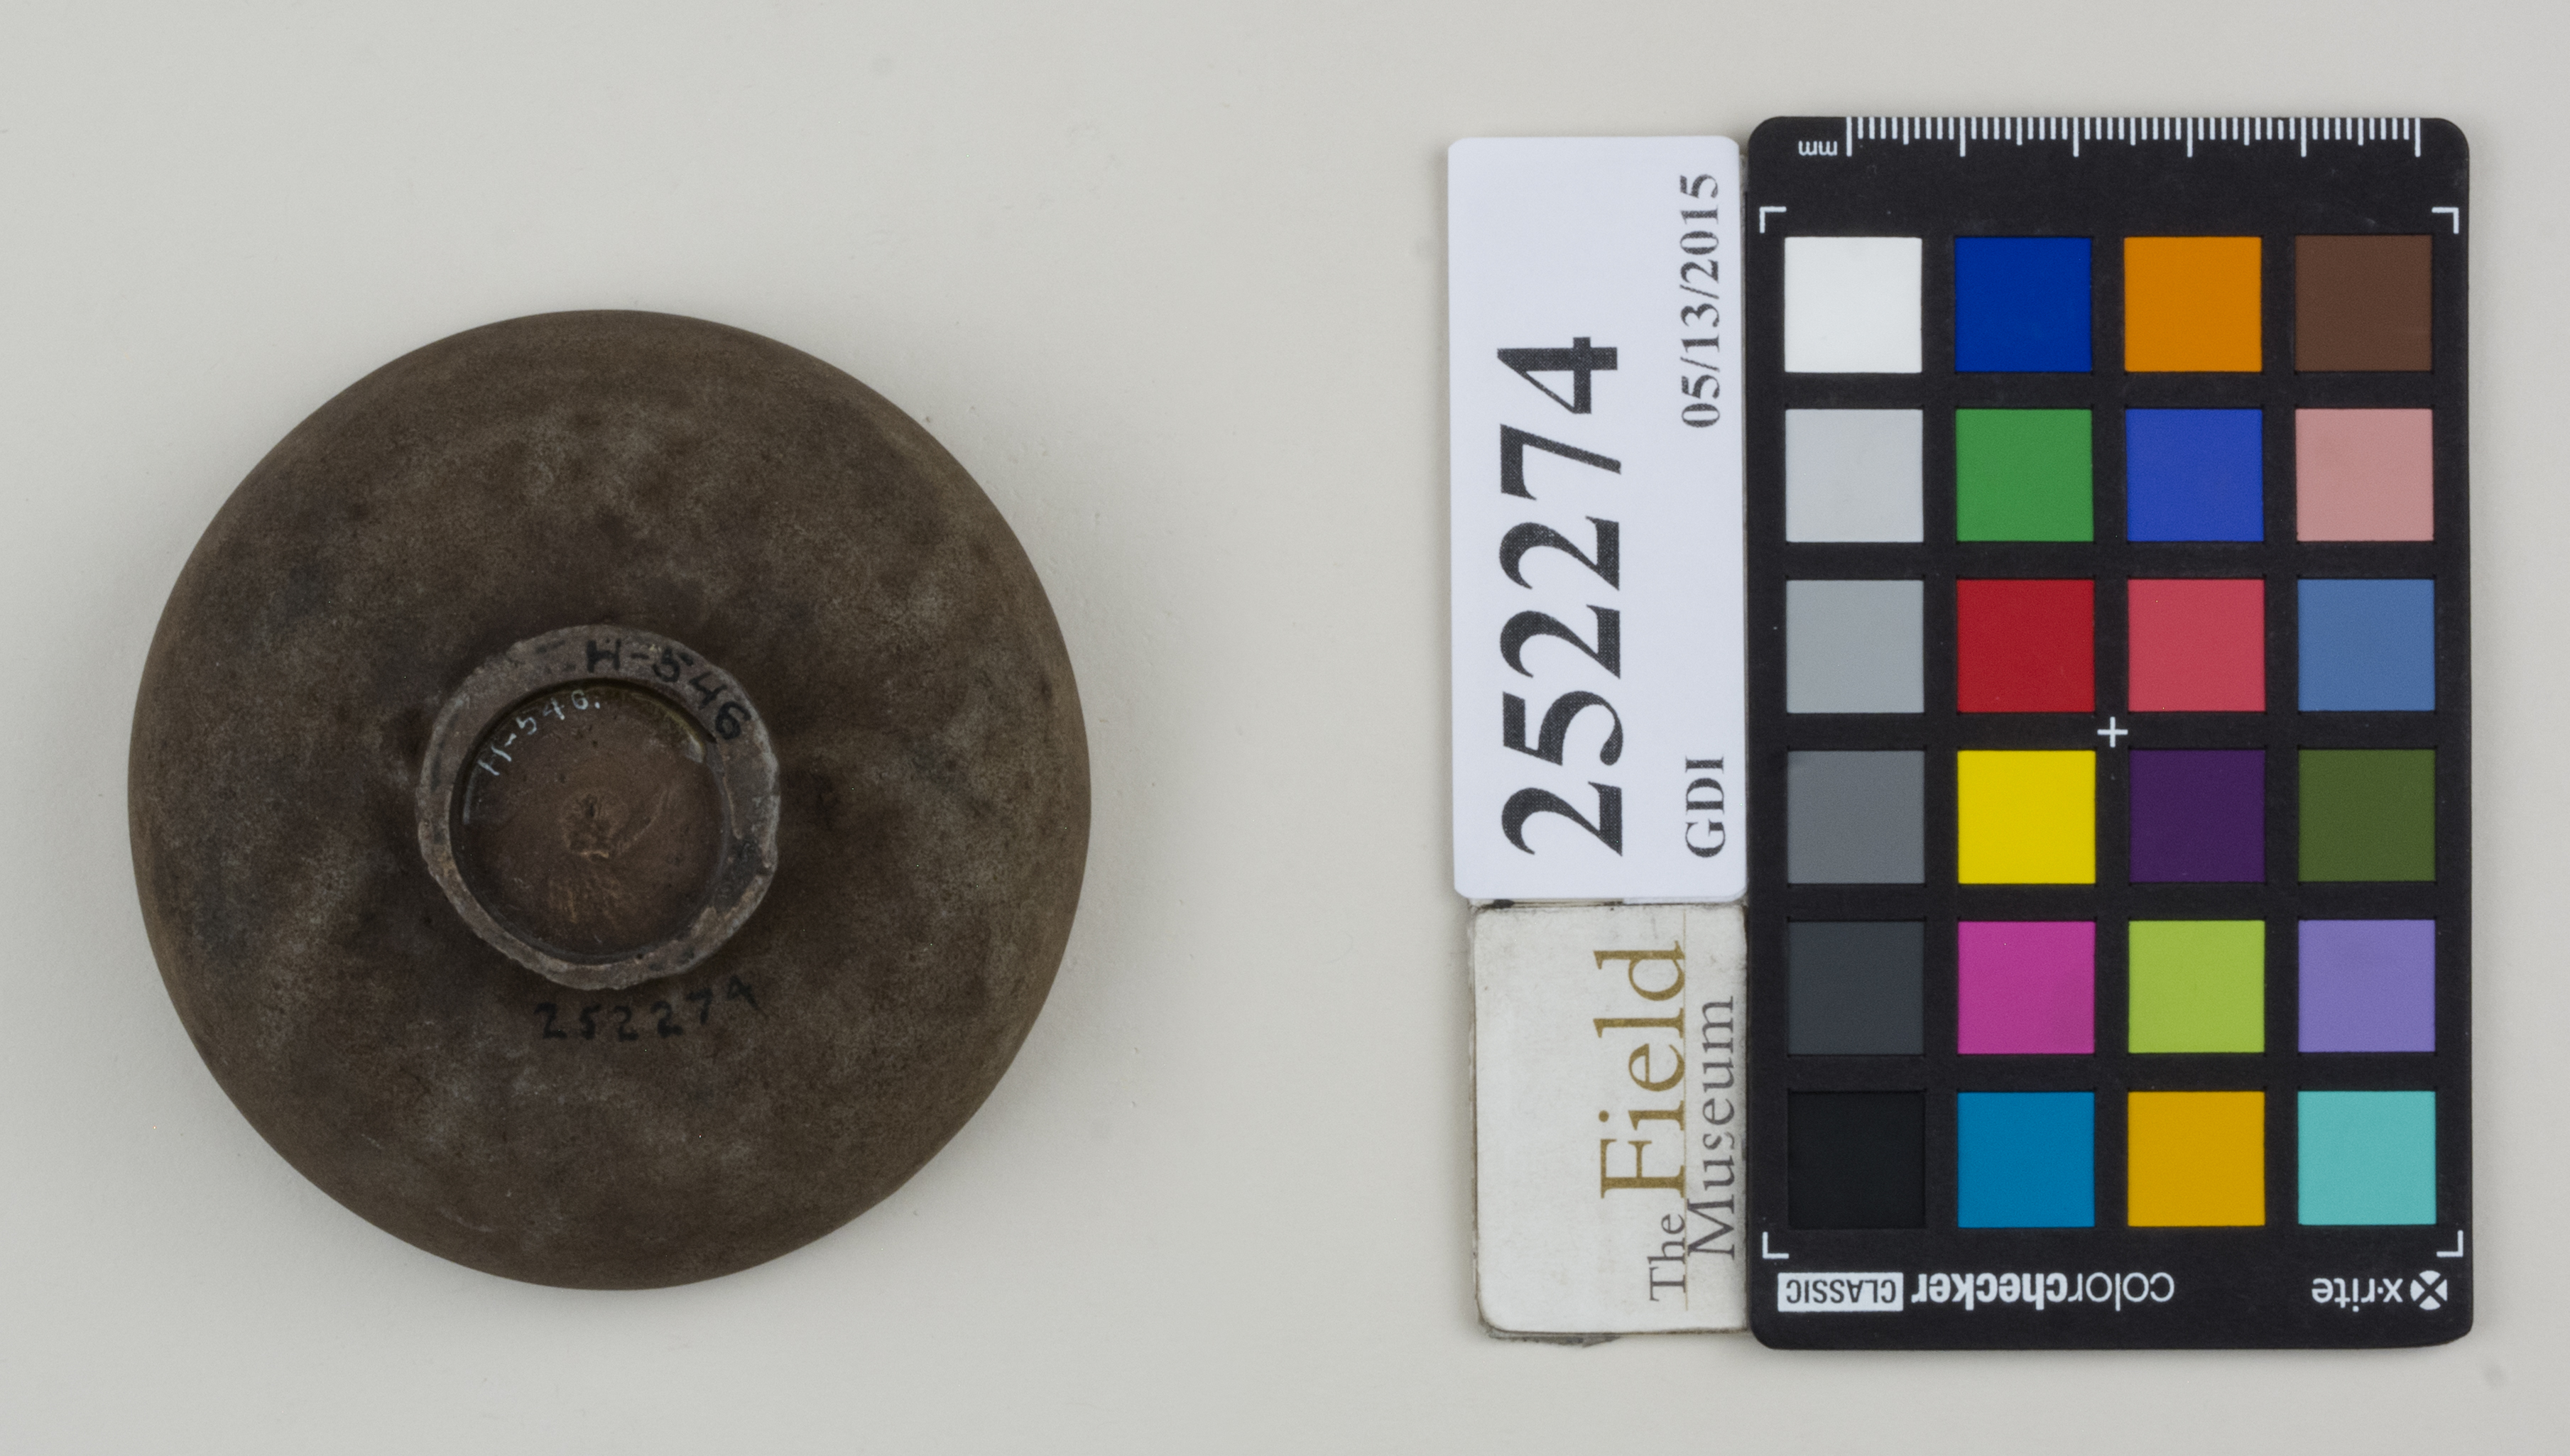 H-546
H-546.
252274
252274
GDI 05/13/2015
The Field
Museum
mm
x·rite
colorchecker CLASSIC